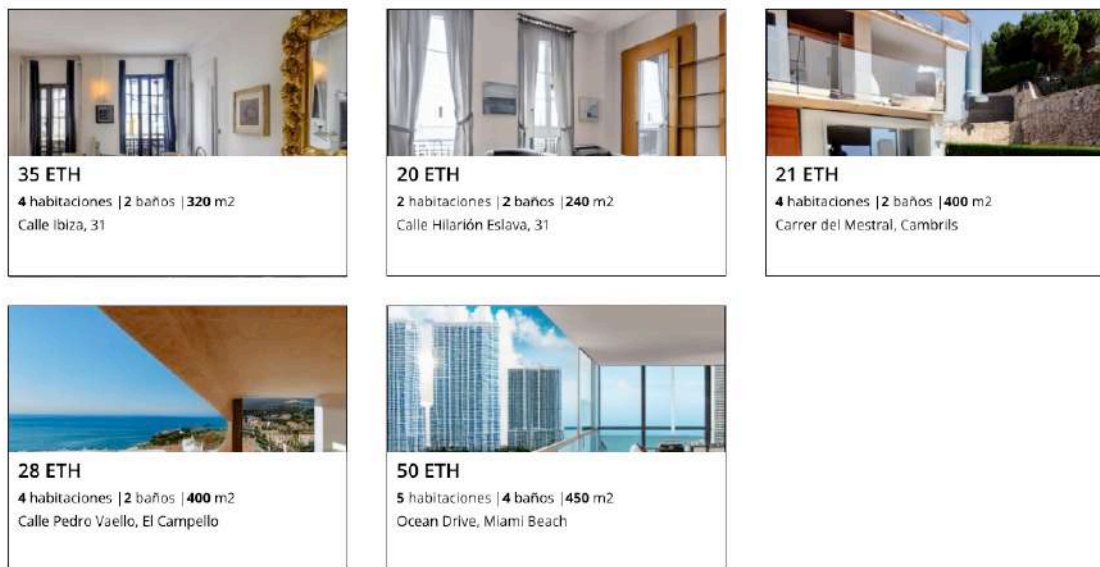 35 ETH
4 habitaciones |2 baños |320 m2
Calle Ibiza, 31
20 ETH
2 habitaciones |2 baños |240 m2
Calle Hilarión Eslava, 31
21 ETH
4 habitaciones |2 baños |400 m2
Carrer del Mestral, Cambrils
28 ETH
4 habitaciones |2 baños |400 m2
Calle Pedro Vaello, El Campello
50 ETH
5 habitaciones |4 baños |450 m2
Ocean Drive, Miami Beach